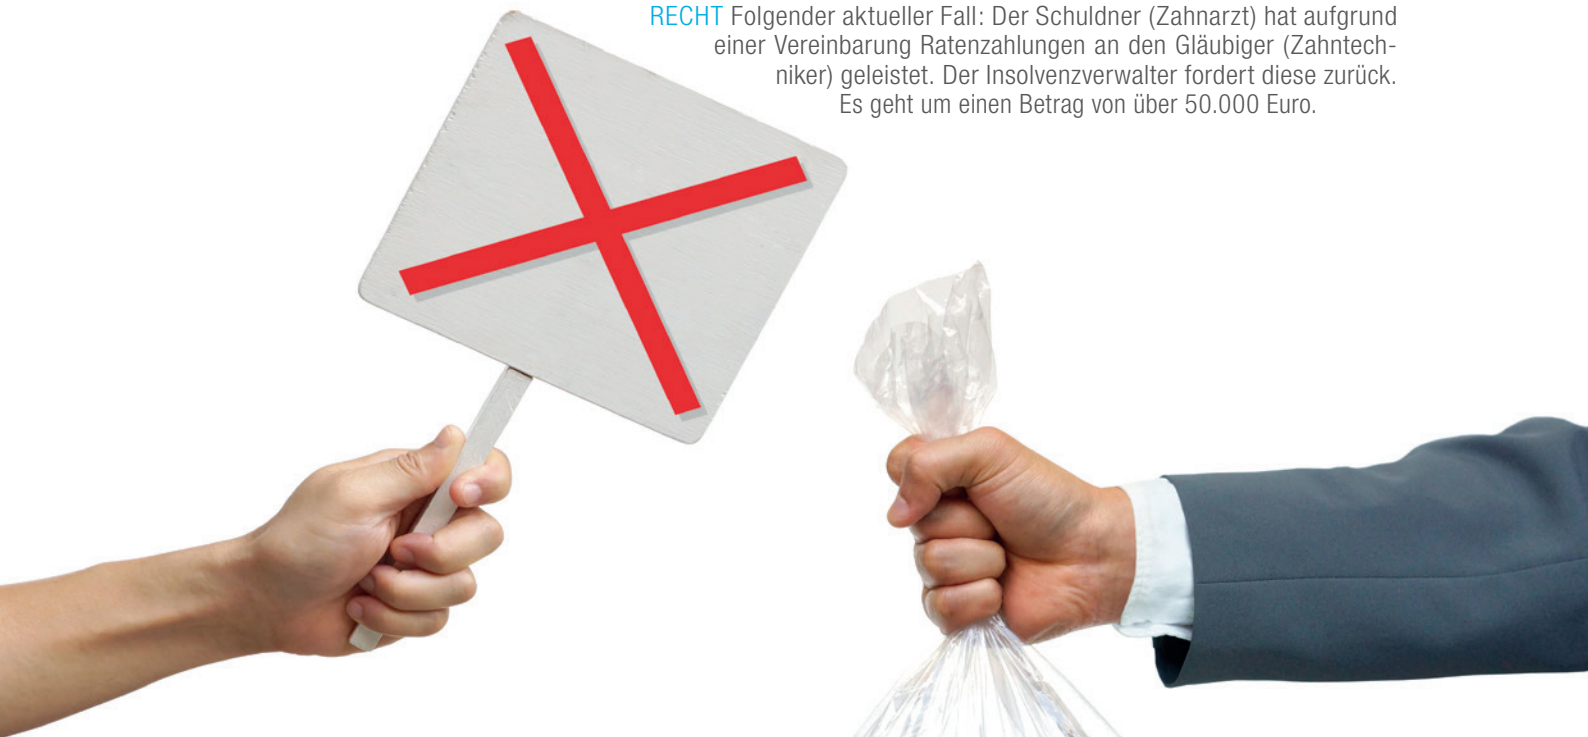 RECHT Folgender aktueller Fall: Der Schuldner (Zahnarzt) hat aufgrund
einer Vereinbarung Ratenzahlungen an den Gläubiger (Zahntech-
niker) geleistet. Der Insolvenzverwalter fordert diese zurück.
Es geht um einen Betrag von über 50.000 Euro.